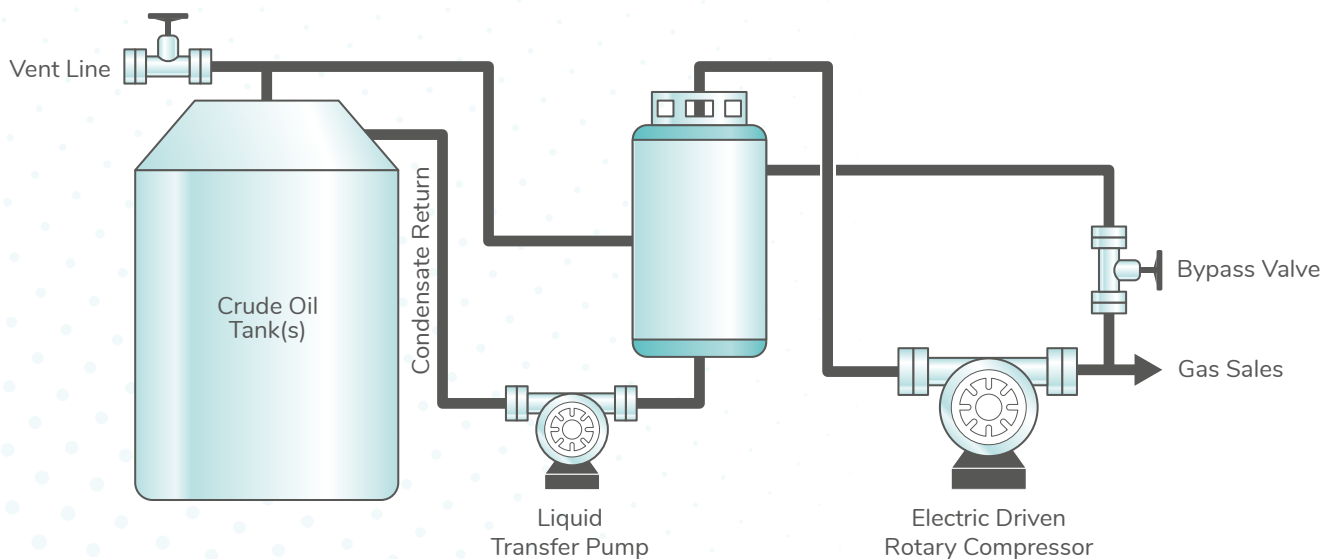 Vent Line
Crude Oil
Tank(s)
Condensate Return
Bypass Valve
Gas Sales
Liquid
Transfer Pump
Electric Driven
Rotary Compressor